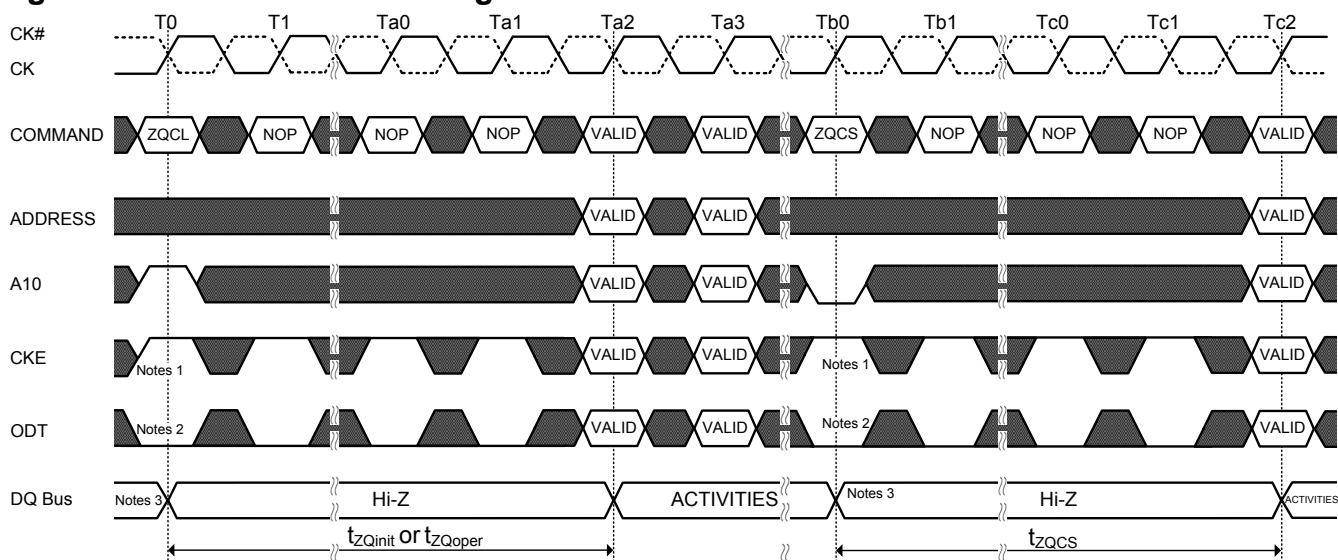 T0 T1 Ta0 Ta1 Ta2 Ta3 Tb0 Tb1 Tc0 Tc1 Tc2
CK#
CK
COMMAND ZQCL NOP NOP NOP VALID VALID ZQCS NOP NOP NOP VALID
ADDRESS VALID VALID VALID
A10 VALID VALID VALID
CKE Notes 1 VALID VALID Notes 1 VALID
ODT Notes 2 VALID VALID Notes 2 VALID
DQ Bus Notes 3 Hi-Z ACTIVITIES Notes 3 Hi-Z ACTIVITIES
tZQinit or tZQoper tZQCS